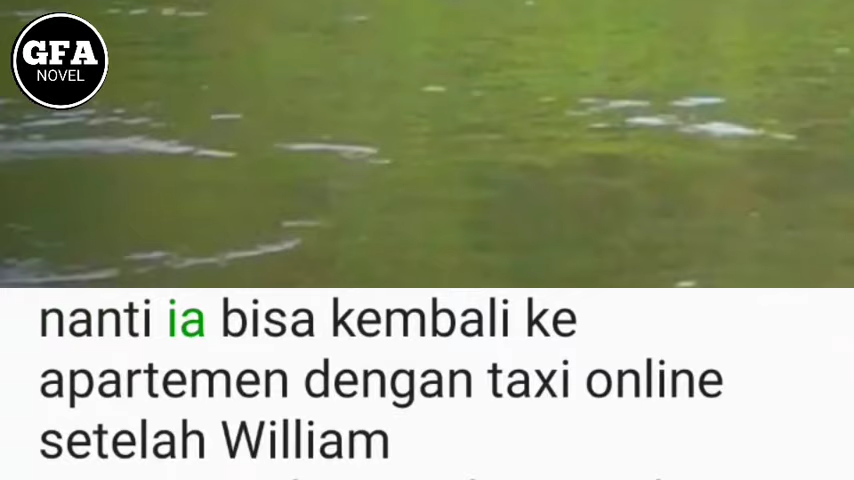 GFA
NOVEL
nanti ia bisa kembali ke
apartemen dengan taxi online
setelah William